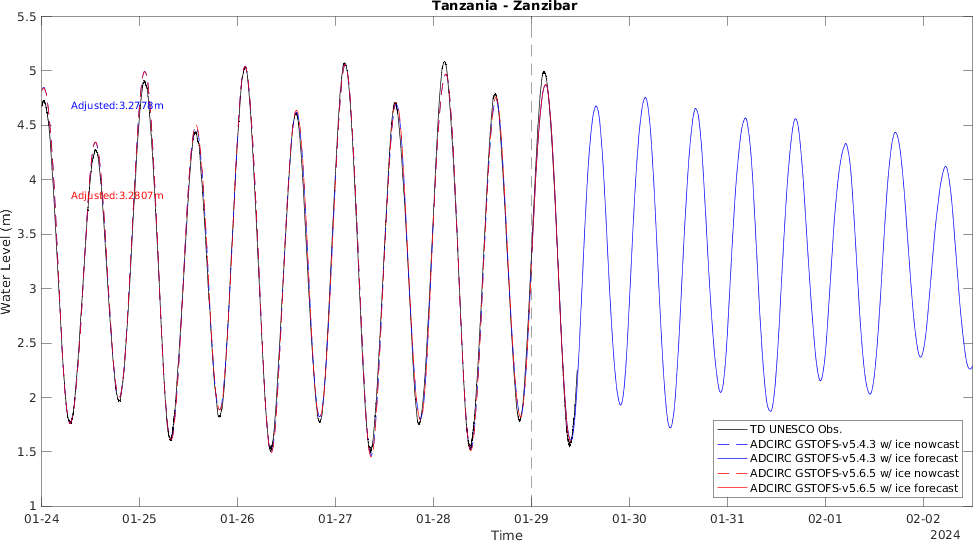 Tanzania - Zanzibar
5.5
5
4.5
4
3.5
3
2.5
2
1.5
1
Water Level (m)
Adjusted:3.2778m
Adjusted:3.2807m
TD UNESCO Obs.
ADCIRC GSTOFS-v5.4.3 w/ ice nowcast
ADCIRC GSTOFS-v5.4.3 w/ ice forecast
ADCIRC GSTOFS-v5.6.5 w/ ice nowcast
ADCIRC GSTOFS-v5.6.5 w/ ice forecast
01-24 01-25 01-26 01-27 01-28 01-29 01-30 01-31 02-01 02-02
Time
2024